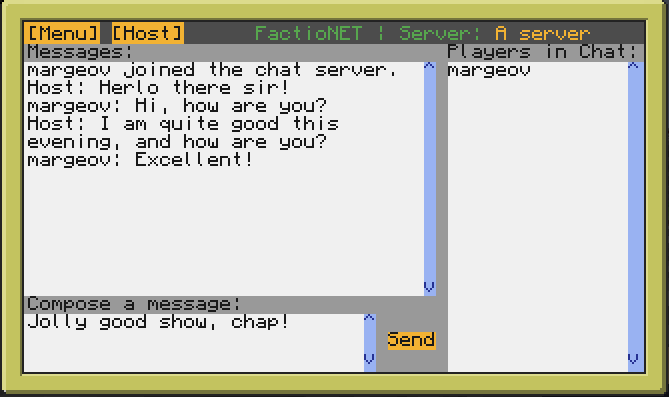 [Menu] [Host] FactioNET ¦ Server: A server
Messages:
Players in Chat:
margeov joined the chat server.
Host: Herlo there sir!
margeov: Hi, how are you?
Host: I am quite good this
evening, and how are you?
margeov: Excellent!
margeov
Compose a message:
Jolly good show, chap!
Send